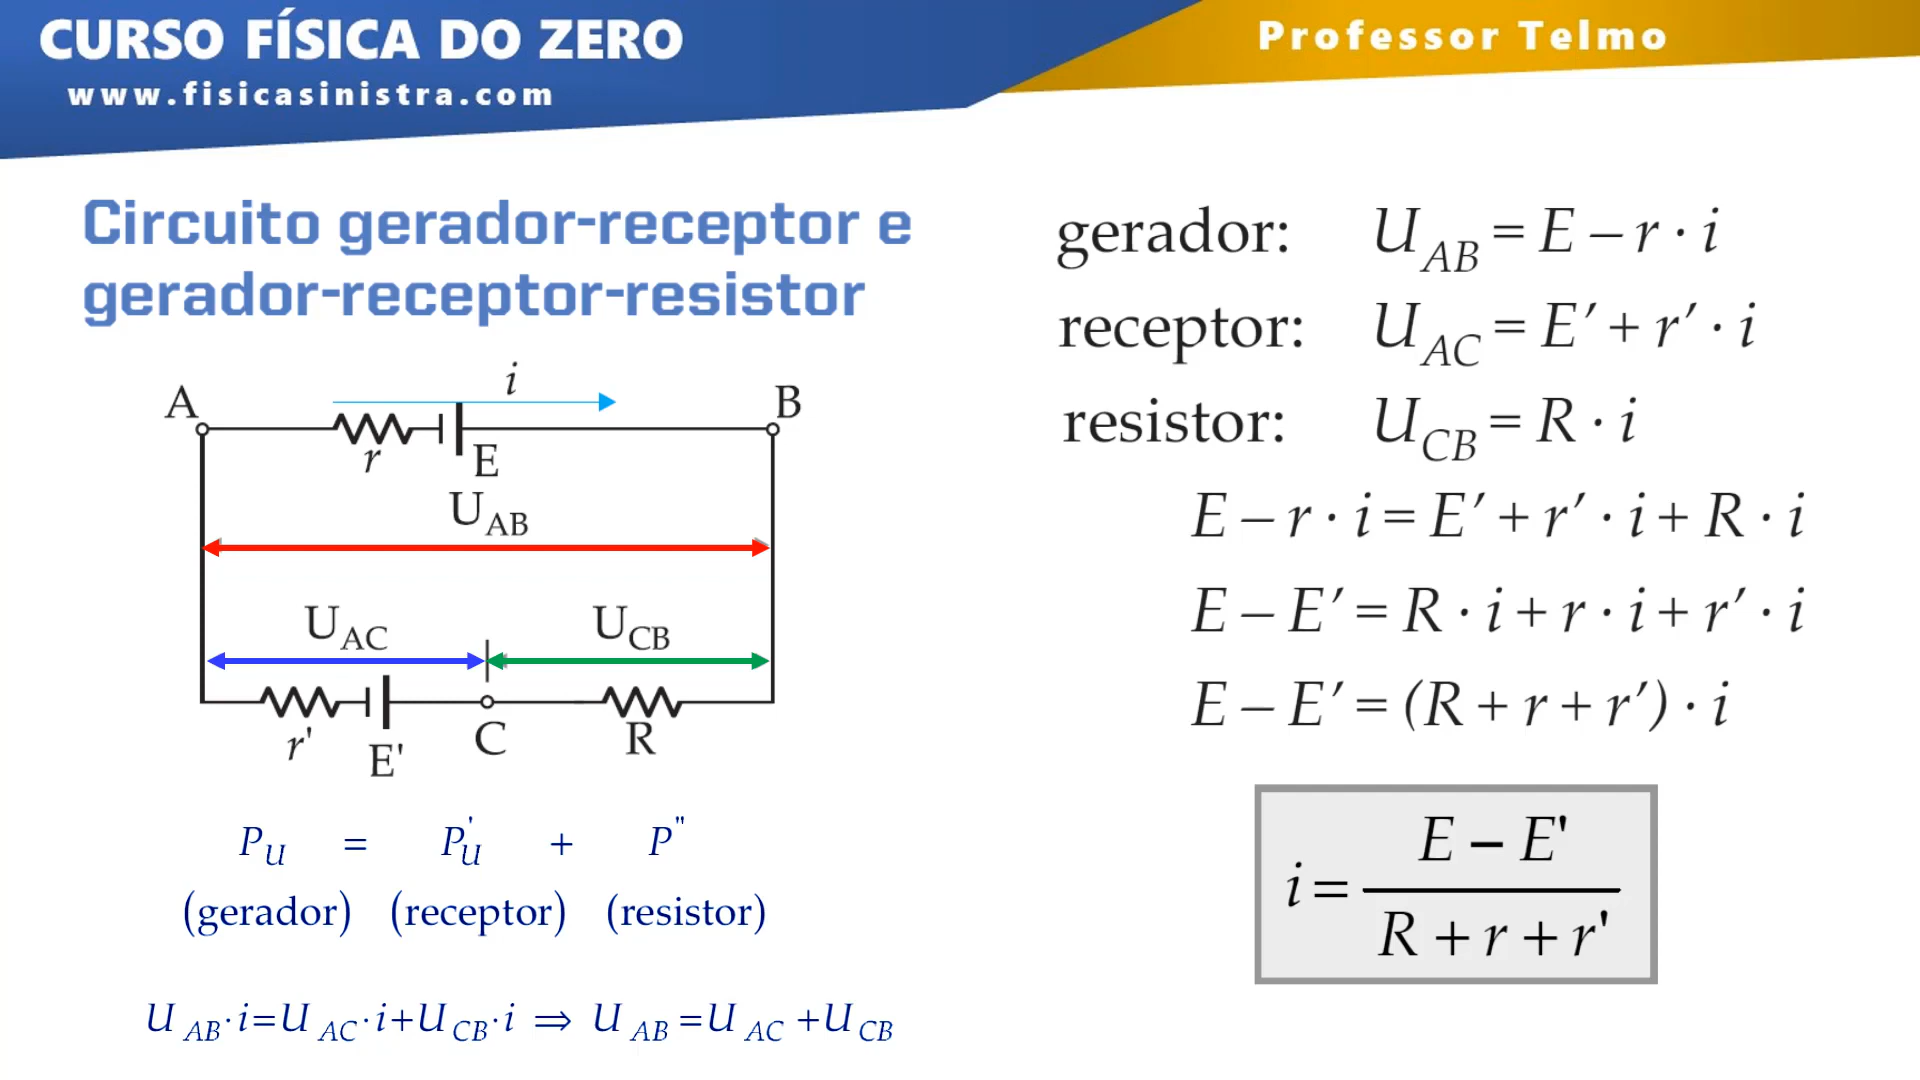 CURSO FÍSICA DO ZERO
www.fisicasinistra.com
Professor Telmo
Circuito gerador-receptor e
gerador-receptor-resistor
A
i
B
r
E
U_AB
U_AC
U_CB
r'
E'
C
R
P_U = P'_U + P"
(gerador) (receptor) (resistor)
U_AB · i = U_AC · i + U_CB · i ⇒ U_AB = U_AC + U_CB
gerador: U_AB = E – r · i
receptor: U_AC = E′ + r′ · i
resistor: U_CB = R · i
E – r · i = E′ + r′ · i + R · i
E – E′ = R · i + r · i + r′ · i
E – E′ = (R + r + r′) · i
i = (E – E') / (R + r + r')